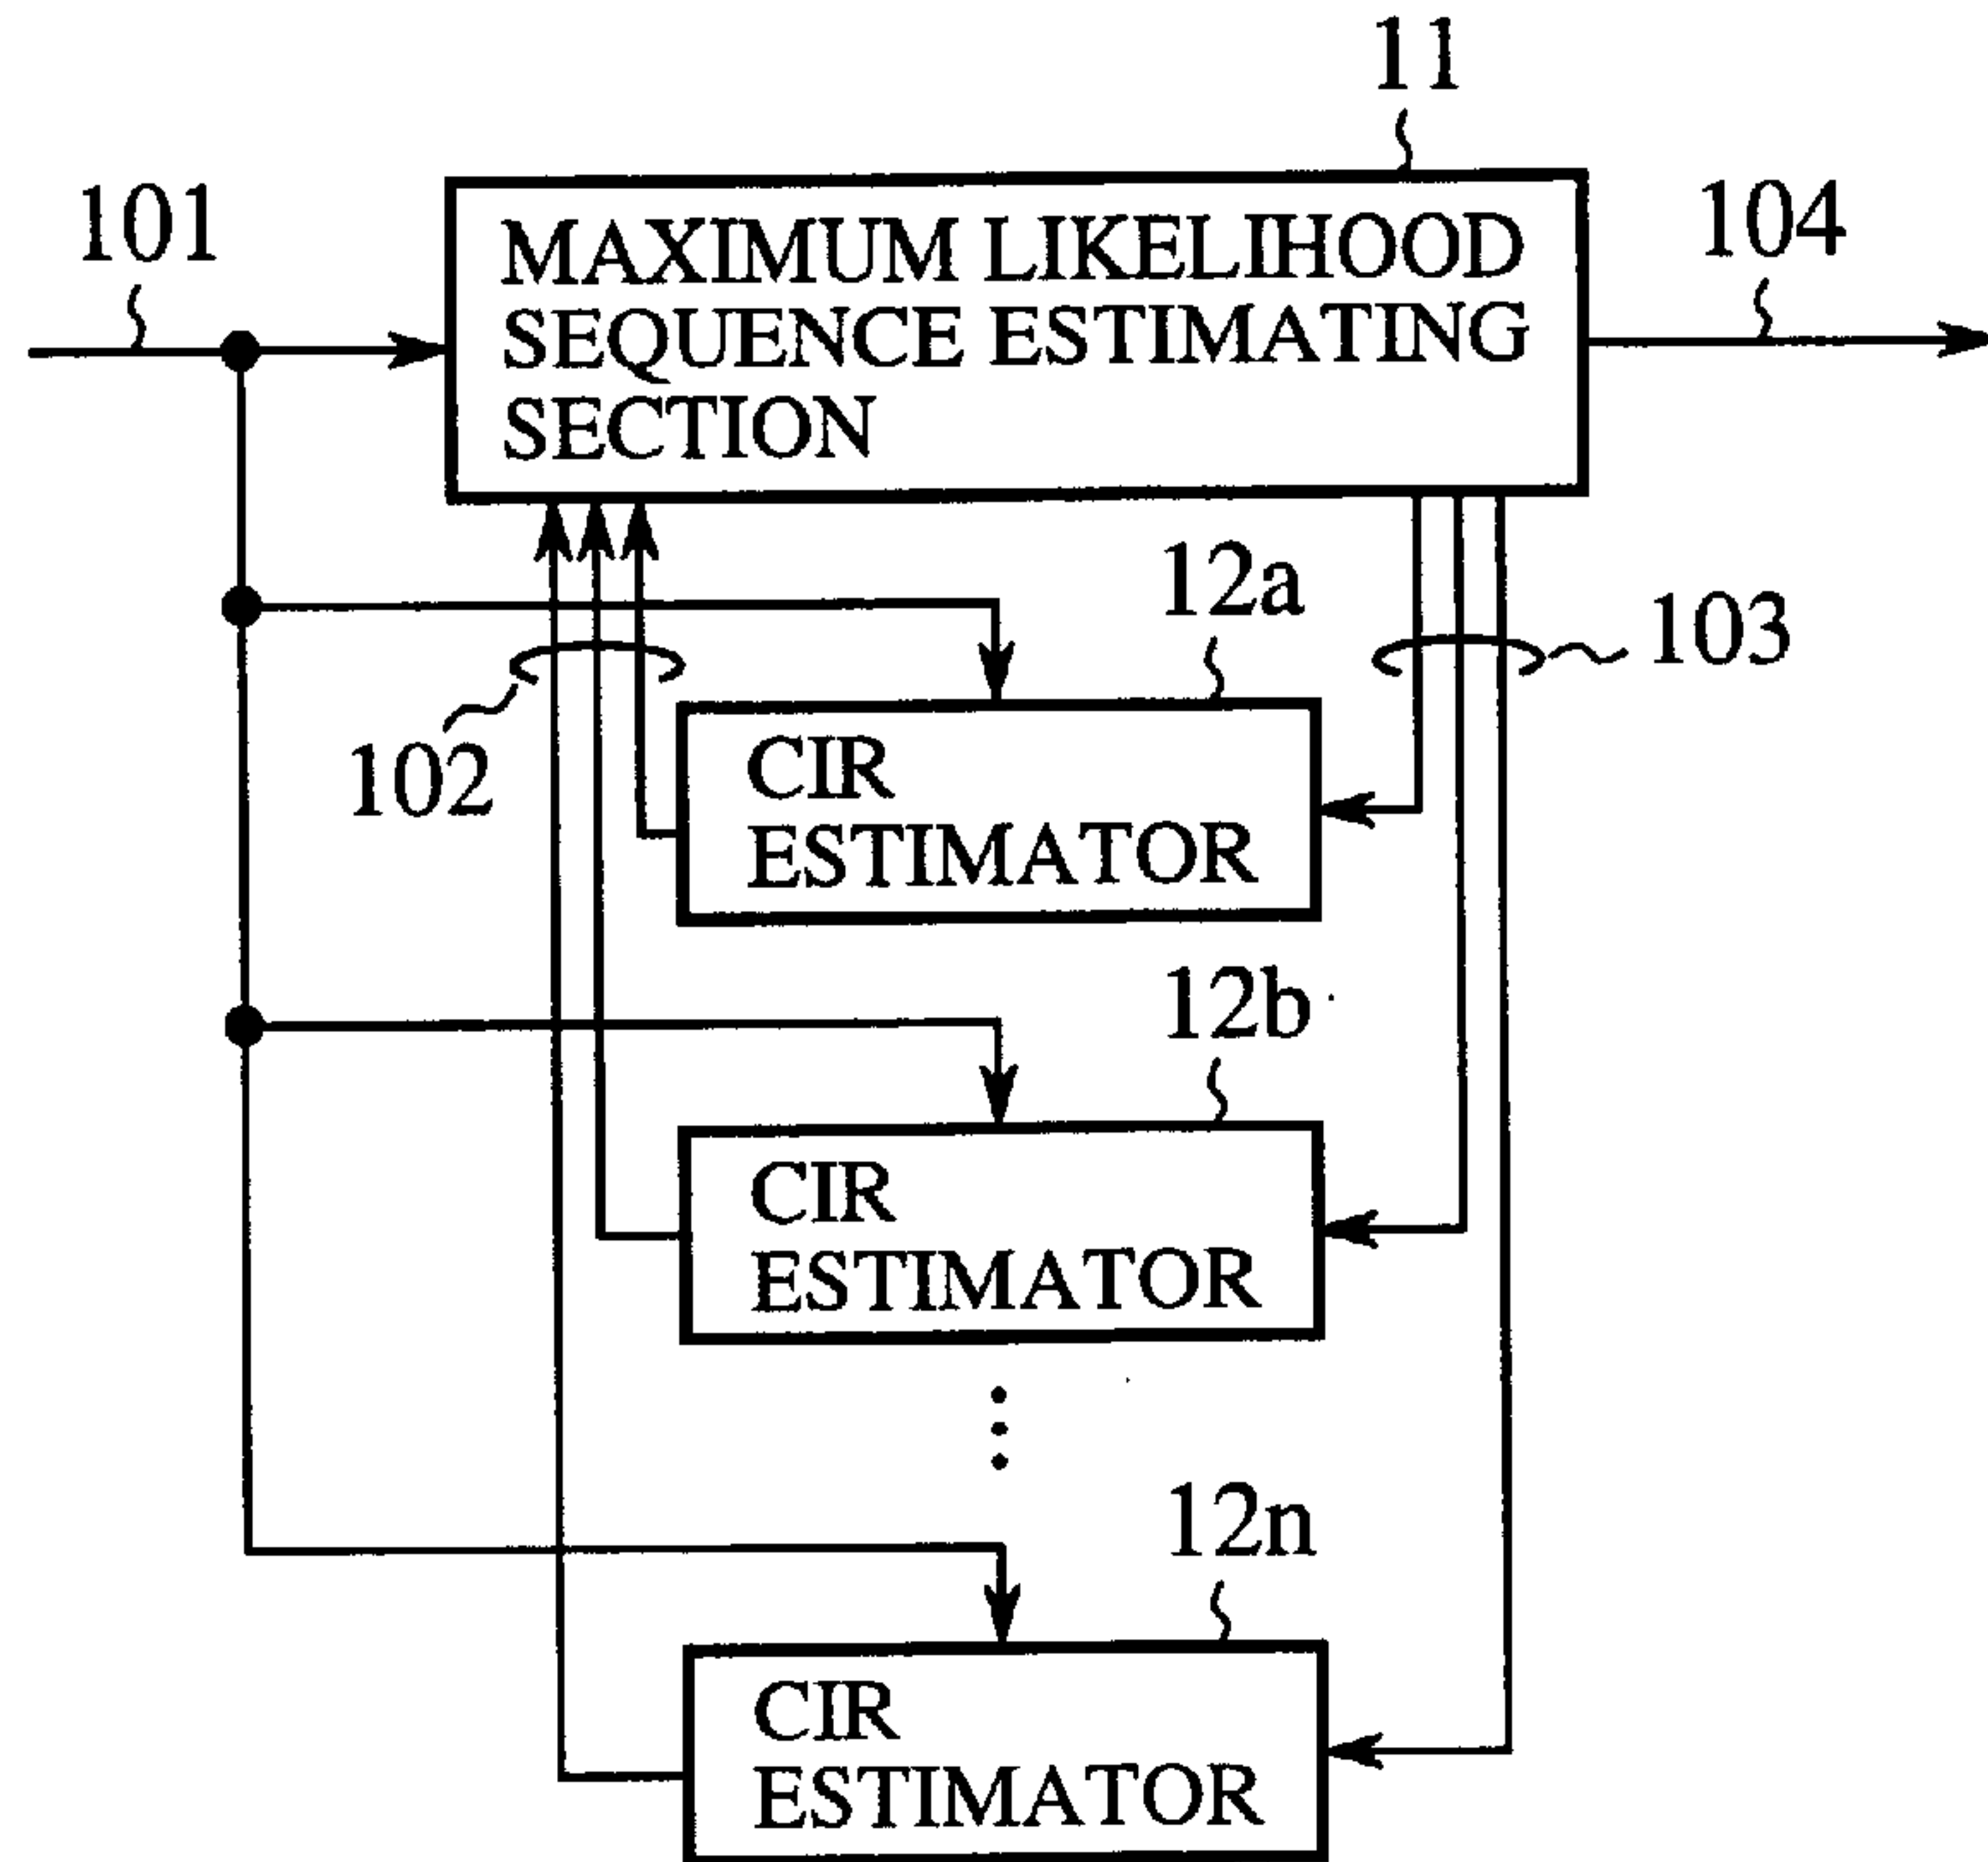 11
101
104
MAXIMUM LIKELIHOOD
SEQUENCE ESTIMATING
SECTION
12a
103
102
CIR
ESTIMATOR
12b
CIR
ESTIMATOR
12n
CIR
ESTIMATOR